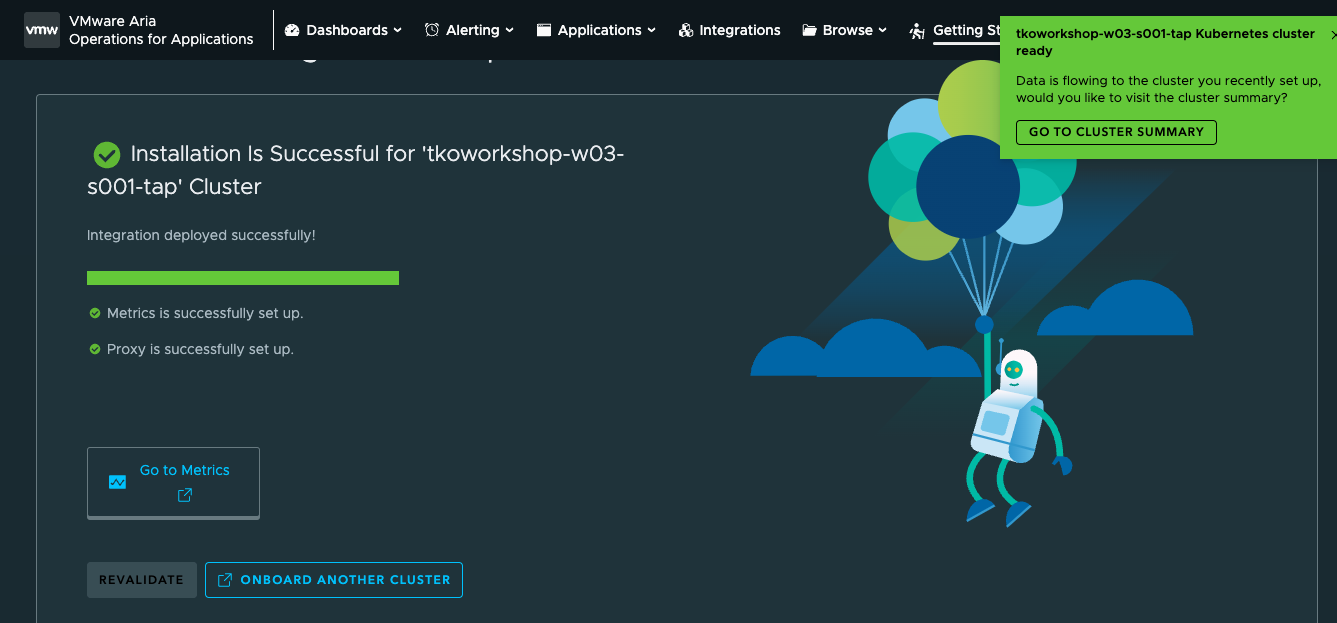 vmw
VMware Aria
Operations for Applications
Dashboards
Alerting
Applications
Integrations
Browse
Getting St
tkoworkshop-w03-s001-tap Kubernetes cluster
ready
Data is flowing to the cluster you recently set up,
would you like to visit the cluster summary?
GO TO CLUSTER SUMMARY
Installation Is Successful for 'tkoworkshop-w03-
s001-tap' Cluster
Integration deployed successfully!
Metrics is successfully set up.
Proxy is successfully set up.
Go to Metrics
REVALIDATE
ONBOARD ANOTHER CLUSTER